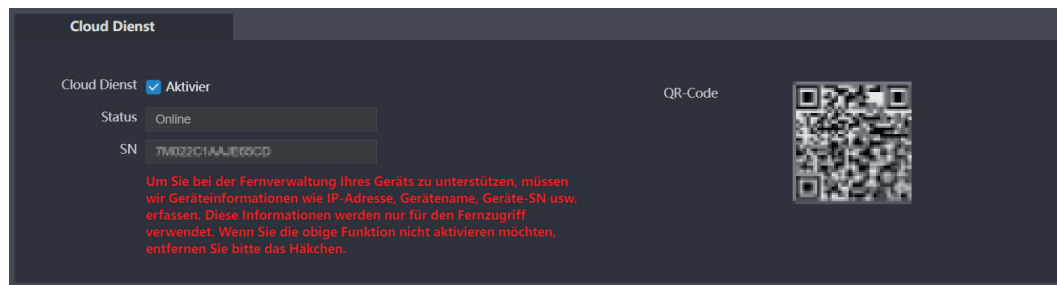 Cloud Dienst
Cloud Dienst Aktivier
QR-Code
Status Online
SN
Um Sie bei der Fernverwaltung Ihres Geräts zu unterstützen, müssen
wir Geräteinformationen wie IP-Adresse, Gerätename, Geräte-SN usw.
erfassen. Diese Informationen werden nur für den Fernzugriff
verwendet. Wenn Sie die obige Funktion nicht aktivieren möchten,
entfernen Sie bitte das Häkchen.